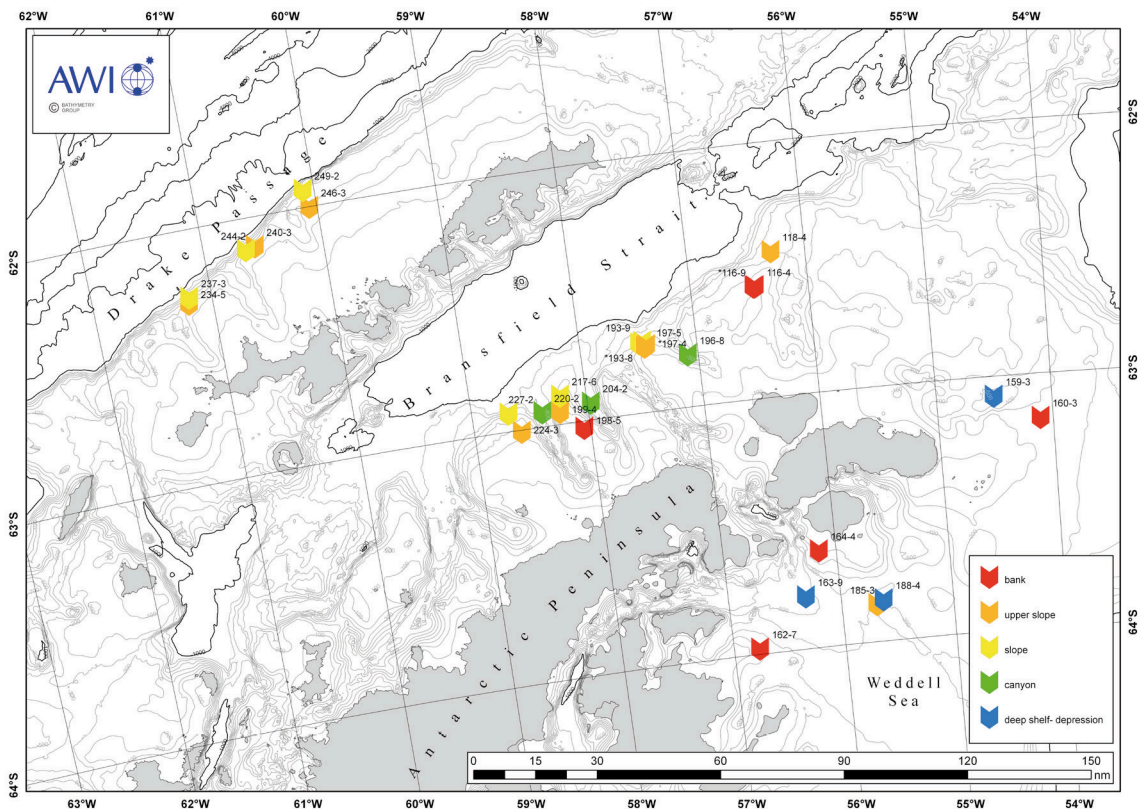 62°W 61°W 60°W 59°W 58°W 57°W 56°W 55°W 54°W
AWI
© BATHYMETRY
GROUP
62°S
62°S
Drake Passage
249-2
246-3
244-2
240-3
237-3
234-5
Bransfield Strait
118-4
*116-9
116-4
193-9
197-5
*197-4
196-8
*193-8
63°S
217-6
204-2
227-2
220-2
199-4
224-3
198-5
159-3
160-3
63°S
Antarctic Peninsula
164-4
163-9
185-3
188-4
162-7
64°S
Weddell
Sea
bank
upper slope
slope
canyon
deep shelf- depression
0 15 30 60 90 120 150
nm
64°S
63°W 62°W 61°W 60°W 59°W 58°W 57°W 56°W 55°W 54°W